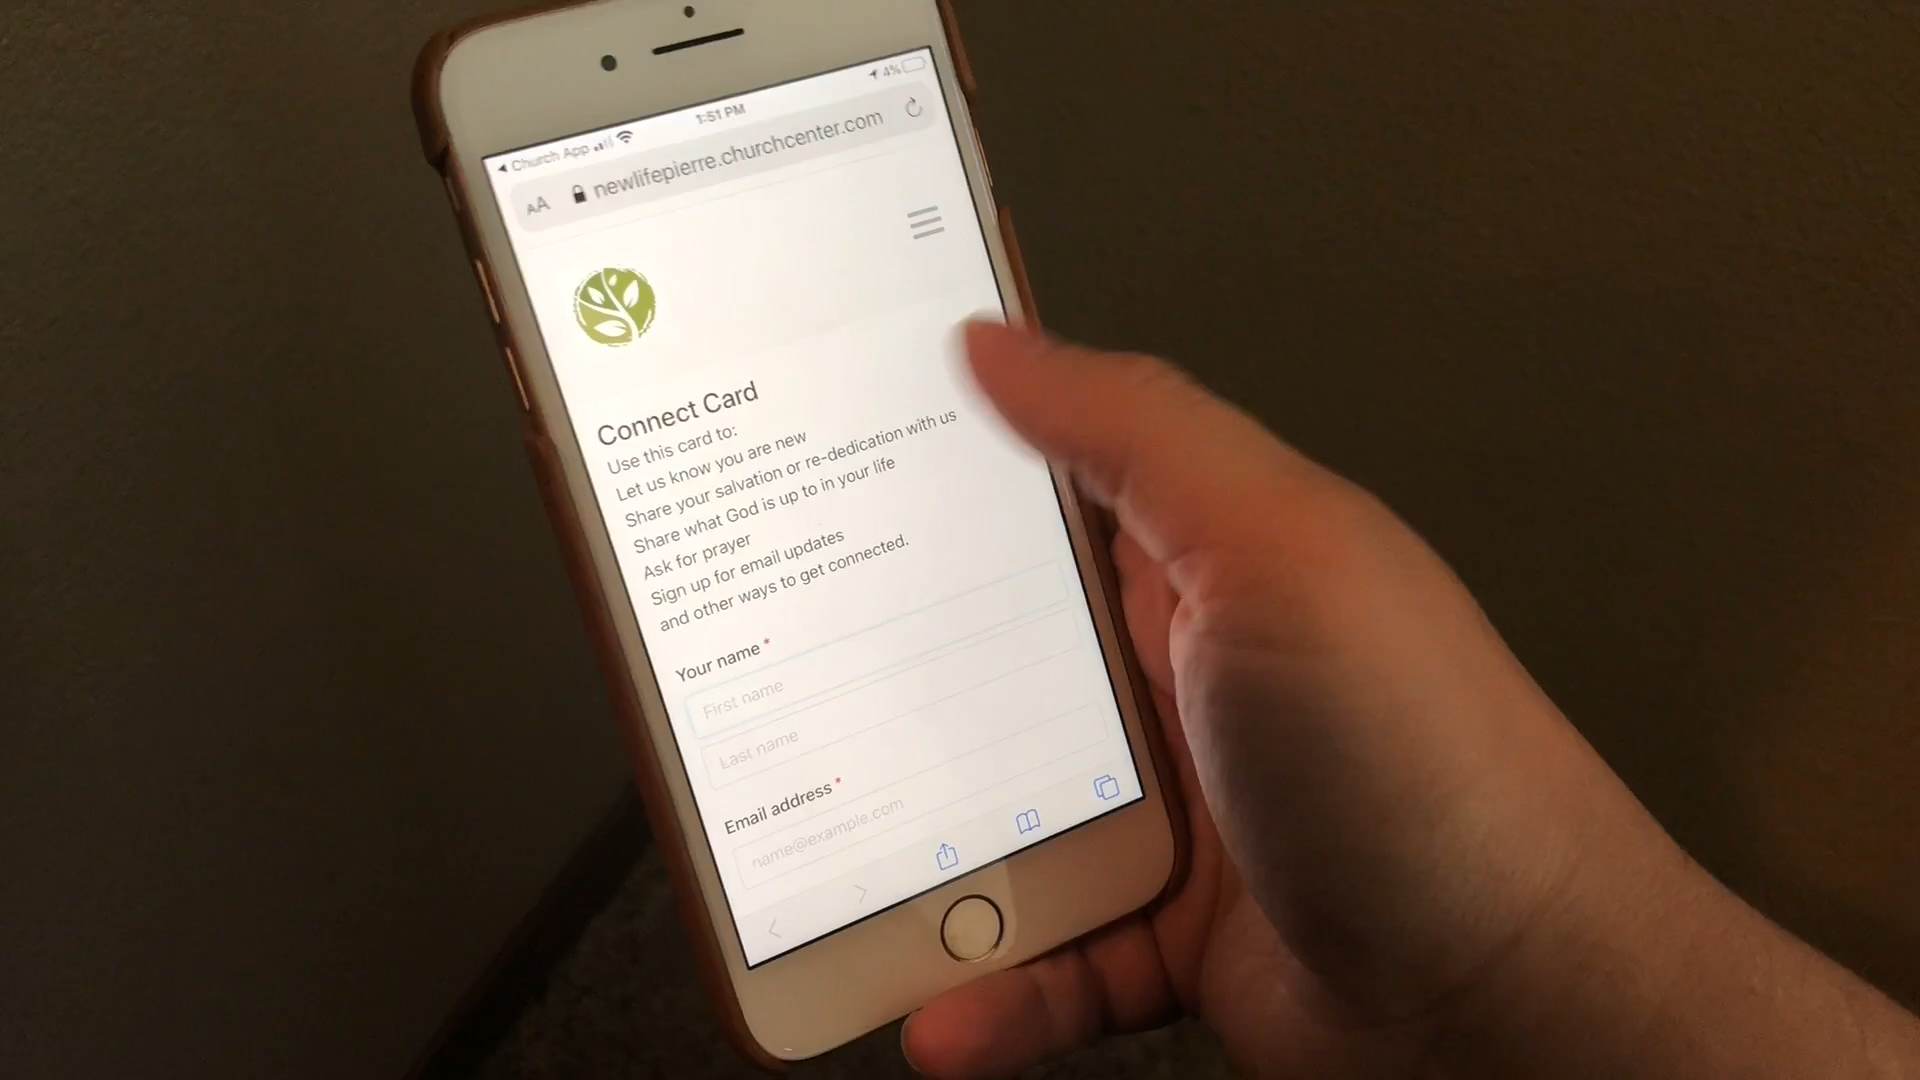 Church App
1:51 PM
4%
AA newlifepierre.churchcenter.com
Connect Card
Use this card to:
Let us know you are new
Share your salvation or re-dedication with us
Share what God is up to in your life
Ask for prayer
Sign up for email updates
and other ways to get connected.
Your name *
First name
Last name
Email address *
name@example.com